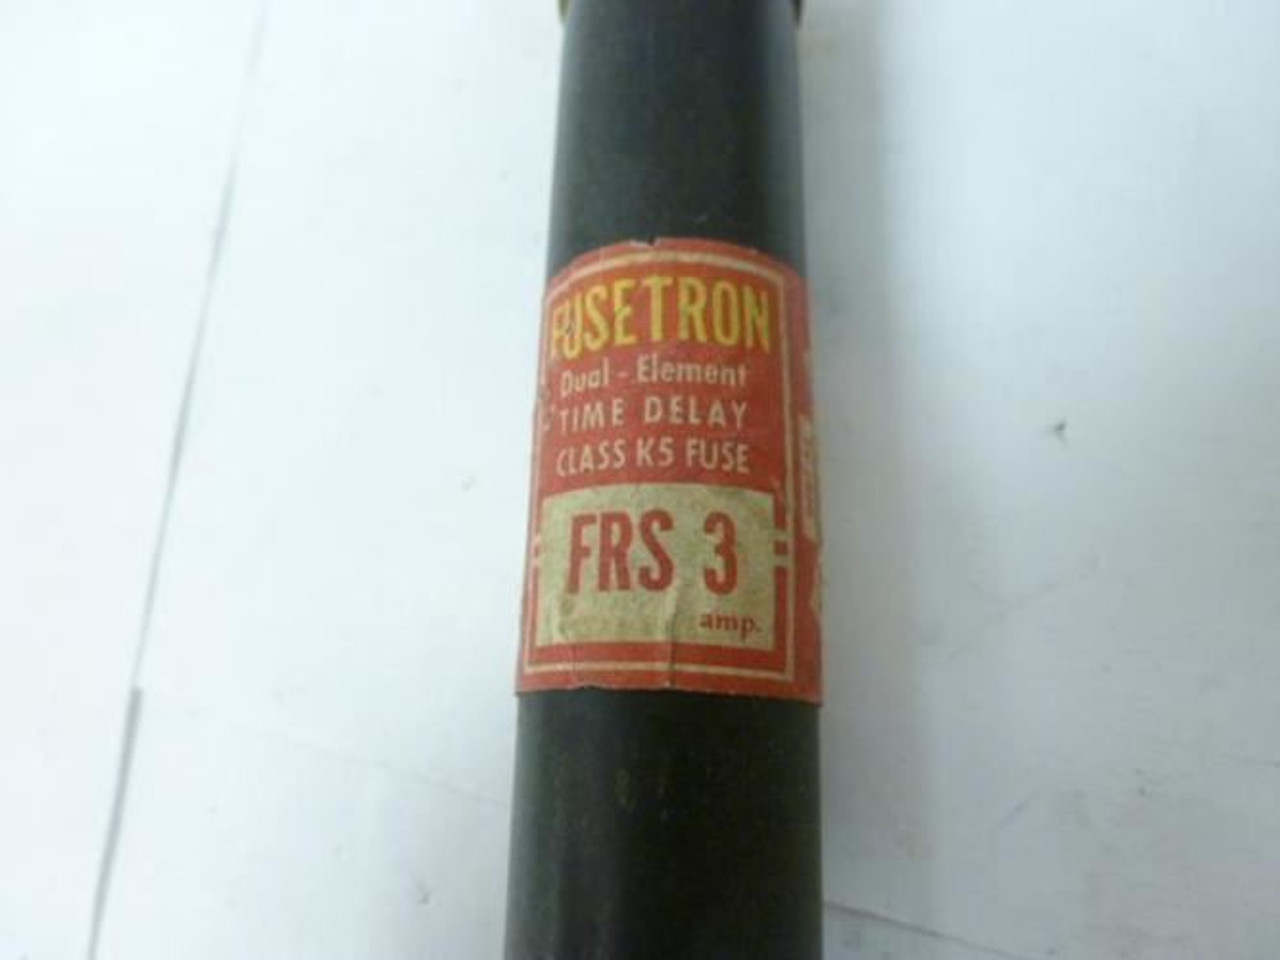 FUSETRON
Dual - Element
TIME DELAY
CLASS K5 FUSE
FRS 3
amp.